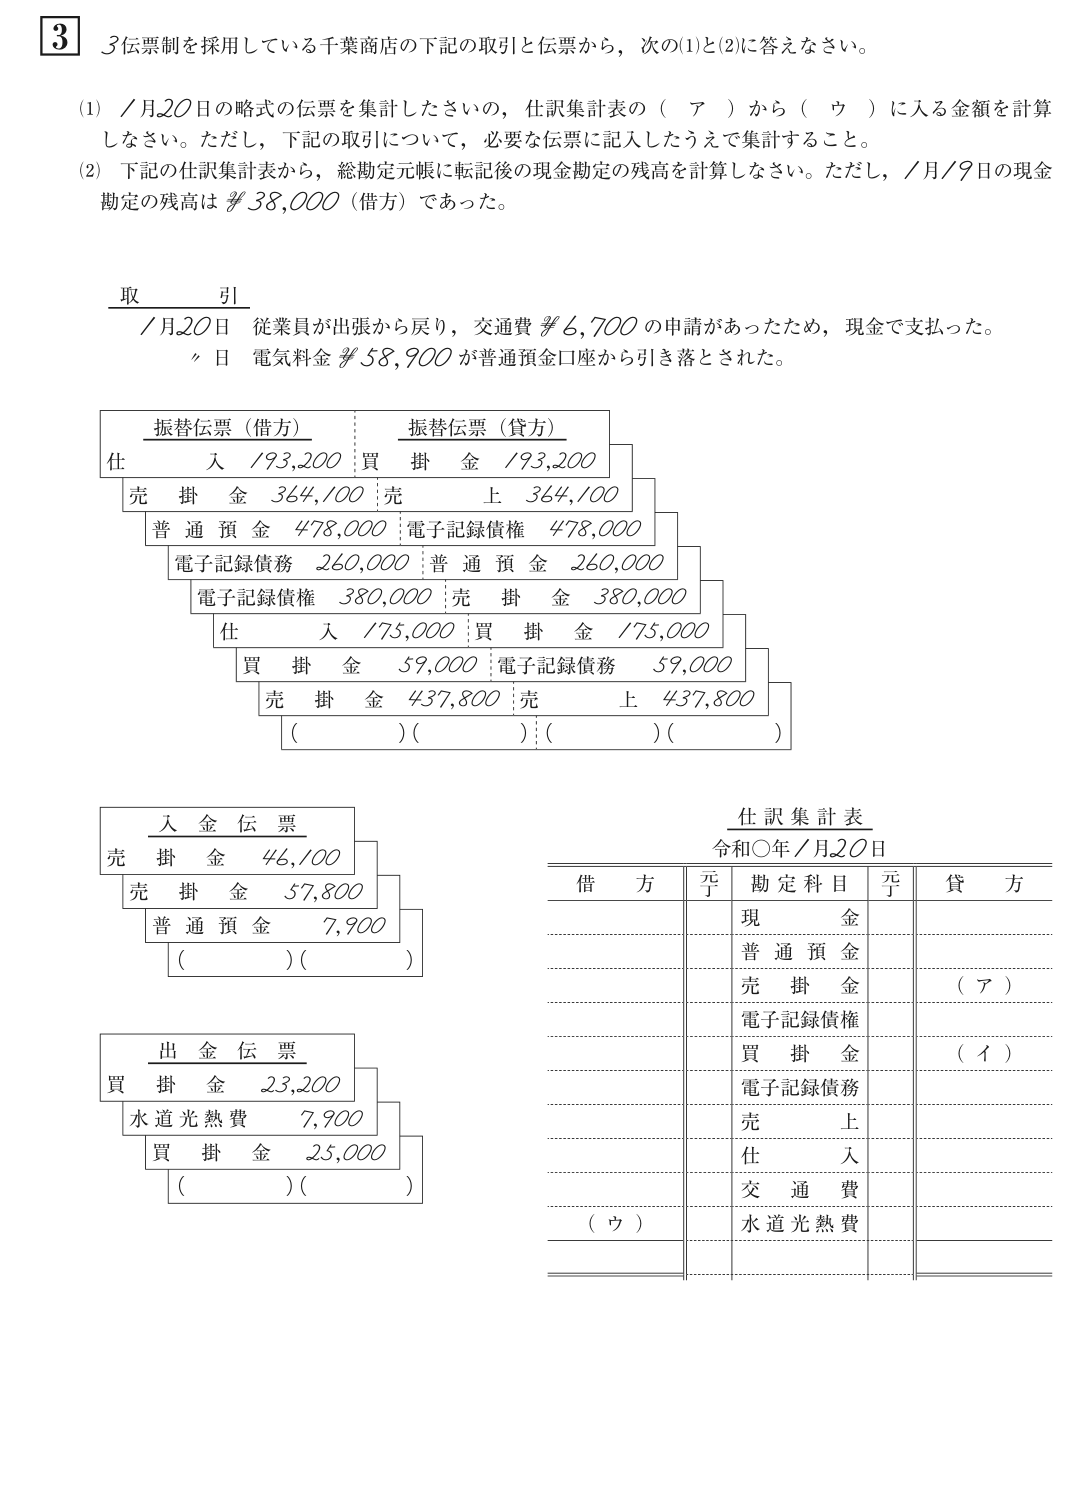 3 3伝票制を採用している千葉商店の下記の取引と伝票から，次の⑴と⑵に答えなさい。
⑴ 1月20日の略式の伝票を集計したさいの，仕訳集計表の（ ア ）から（ ウ ）に入る金額を計算
しなさい。ただし，下記の取引について，必要な伝票に記入したうえで集計すること。
⑵ 下記の仕訳集計表から，総勘定元帳に転記後の現金勘定の残高を計算しなさい。ただし，1月19日の現金
勘定の残高は ¥38,000（借方）であった。
取引
1月20日 従業員が出張から戻り，交通費 ¥6,700 の申請があったため，現金で支払った。
〃日 電気料金 ¥58,900 が普通預金口座から引き落とされた。
振替伝票（借方） 振替伝票（貸方）
仕入 193,200 買掛金 193,200
売掛金 364,100 売上 364,100
普通預金 478,000 電子記録債権 478,000
電子記録債務 260,000 普通預金 260,000
電子記録債権 380,000 売掛金 380,000
仕入 175,000 買掛金 175,000
買掛金 59,000 電子記録債務 59,000
売掛金 437,800 売上 437,800
( )( ) ( )( )
入金伝票
売掛金 46,100
売掛金 57,800
普通預金 7,900
( )( )
出金伝票
買掛金 23,200
水道光熱費 7,900
買掛金 25,000
( )( )
仕訳集計表
令和○年1月20日
借方 元丁 勘定科目 元丁 貸方
現金
普通預金
売掛金 （ア）
電子記録債権
買掛金 （イ）
電子記録債務
売上
仕入
交通費
（ウ） 水道光熱費